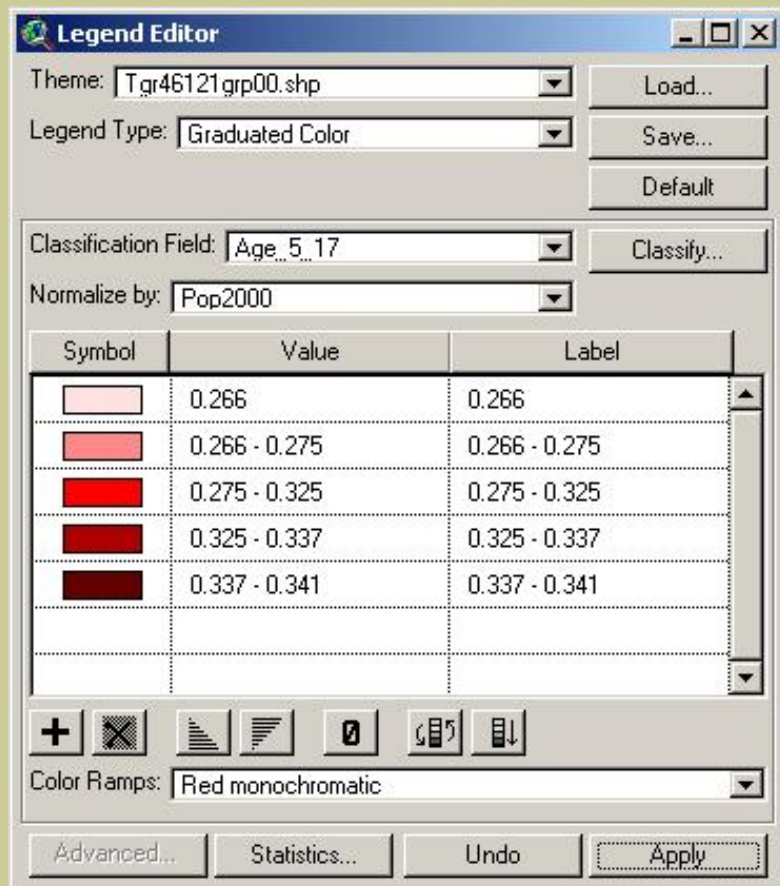 Legend Editor
Theme: Tgr46121grp00.shp
Load...
Legend Type: Graduated Color
Save...
Default
Classification Field: Age_5_17
Classify...
Normalize by: Pop2000
Symbol Value Label
0.266 0.266
0.266 - 0.275 0.266 - 0.275
0.275 - 0.325 0.275 - 0.325
0.325 - 0.337 0.325 - 0.337
0.337 - 0.341 0.337 - 0.341
Color Ramps: Red monochromatic
Advanced... Statistics... Undo Apply